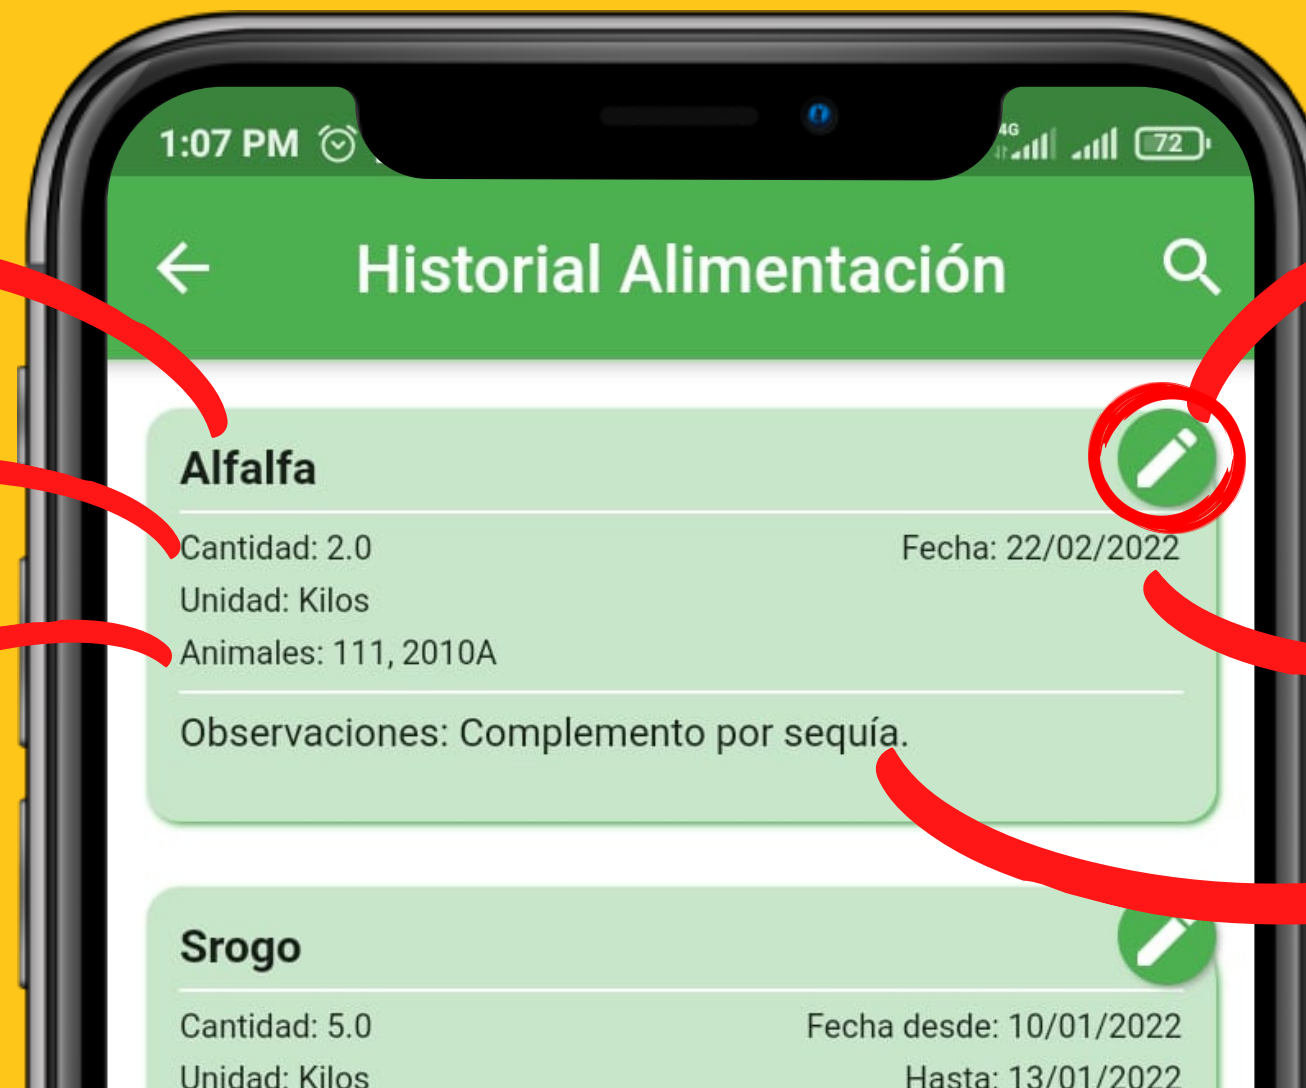 1:07 PM
4G
72
Historial Alimentación
Alfalfa
Cantidad: 2.0
Fecha: 22/02/2022
Unidad: Kilos
Animales: 111, 2010A
Observaciones: Complemento por sequía.
Srogo
Cantidad: 5.0
Fecha desde: 10/01/2022
Unidad: Kilos
Hasta: 13/01/2022